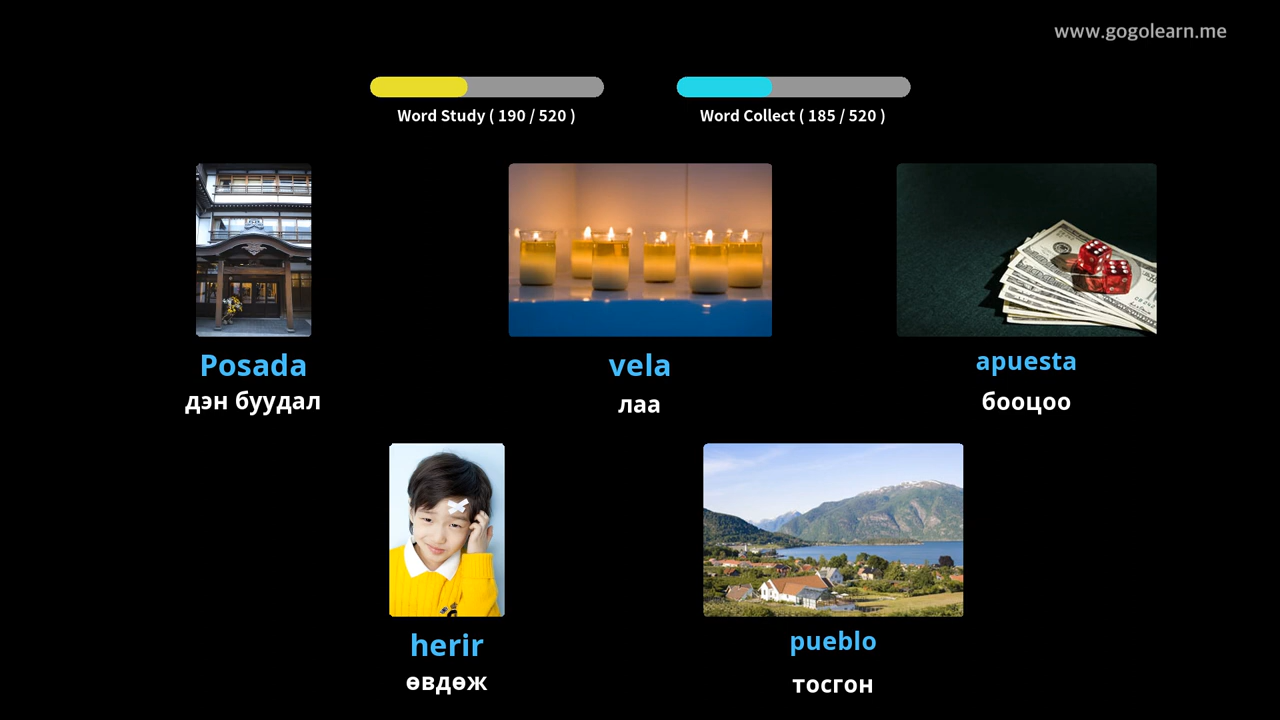 www.gogolearn.me
Word Study ( 190 / 520 )
Word Collect ( 185 / 520 )
Posada
дэн буудал
vela
лаа
apuesta
бооцоо
herir
өвдөж
pueblo
тосгон